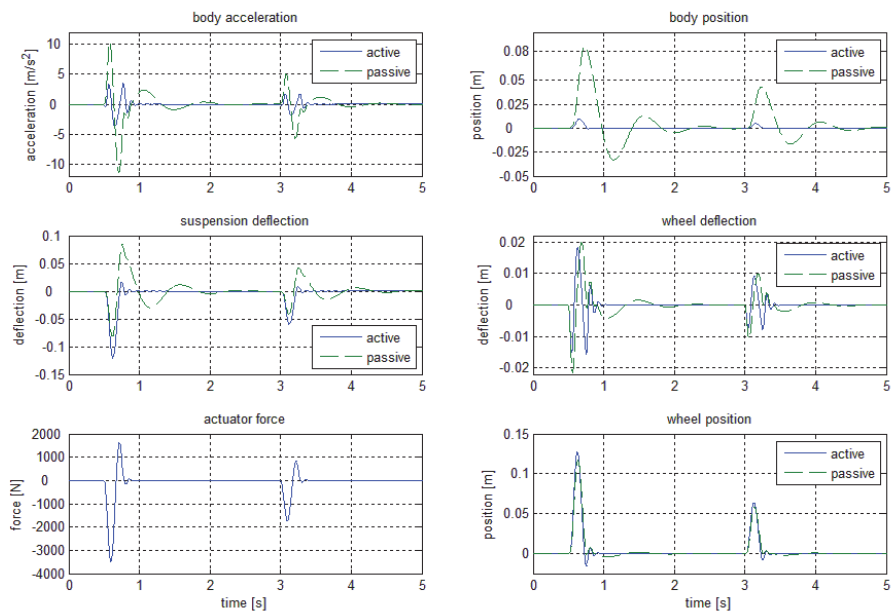 body acceleration
acceleration [m/s²]
10
5
0
-5
-10
active
passive
0 1 2 3 4 5
body position
position [m]
0.08
0.05
0.025
0
-0.025
-0.05
active
passive
0 1 2 3 4 5
suspension deflection
deflection [m]
0.1
0.05
0
-0.05
-0.1
-0.15
active
passive
0 1 2 3 4 5
wheel deflection
deflection [m]
0.02
0.01
0
-0.01
-0.02
active
passive
0 1 2 3 4 5
actuator force
force [N]
2000
1000
0
-1000
-2000
-3000
-4000
0 1 2 3 4 5
time [s]
wheel position
position [m]
0.15
0.1
0.05
0
active
passive
0 1 2 3 4 5
time [s]